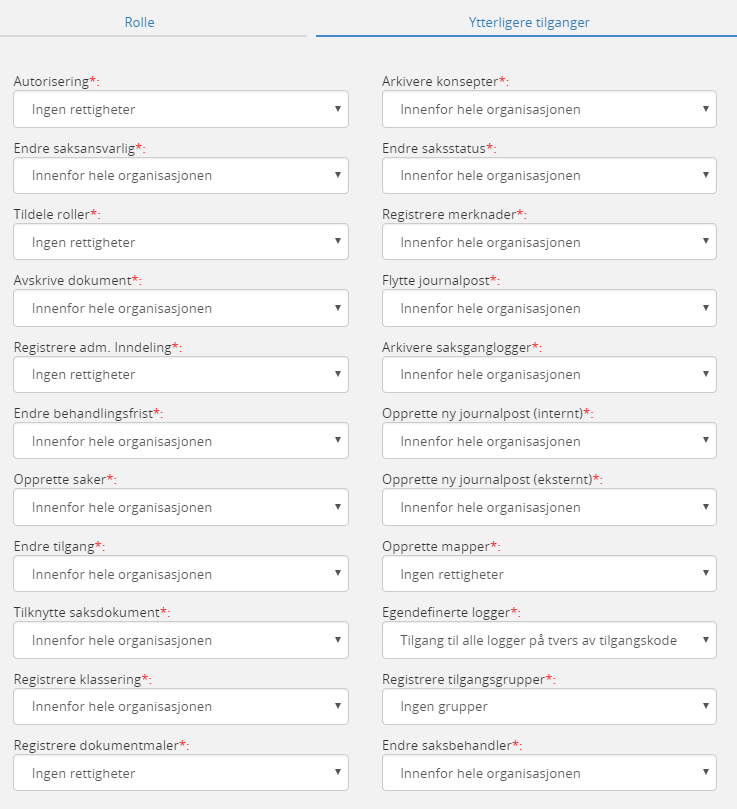 Rolle Ytterligere tilganger
Autorisering*: Arkivere konsepter*:
Ingen rettigheter Innenfor hele organisasjonen
Endre saksansvarlig*: Endre saksstatus*:
Innenfor hele organisasjonen Innenfor hele organisasjonen
Tildele roller*: Registrere merknader*:
Ingen rettigheter Innenfor hele organisasjonen
Avskrive dokument*: Flytte journalpost*:
Innenfor hele organisasjonen Innenfor hele organisasjonen
Registrere adm. Inndeling*: Arkivere saksganglogger*:
Ingen rettigheter Innenfor hele organisasjonen
Endre behandlingsfrist*: Opprette ny journalpost (internt)*:
Innenfor hele organisasjonen Innenfor hele organisasjonen
Opprette saker*: Opprette ny journalpost (eksternt)*:
Innenfor hele organisasjonen Innenfor hele organisasjonen
Endre tilgang*: Opprette mapper*:
Innenfor hele organisasjonen Ingen rettigheter
Tilknytte saksdokument*: Egendefinerte logger*:
Innenfor hele organisasjonen Tilgang til alle logger på tvers av tilgangskode
Registrere klassering*: Registrere tilgangsgrupper*:
Innenfor hele organisasjonen Ingen grupper
Registrere dokumentmaler*: Endre saksbehandler*:
Ingen rettigheter Innenfor hele organisasjonen